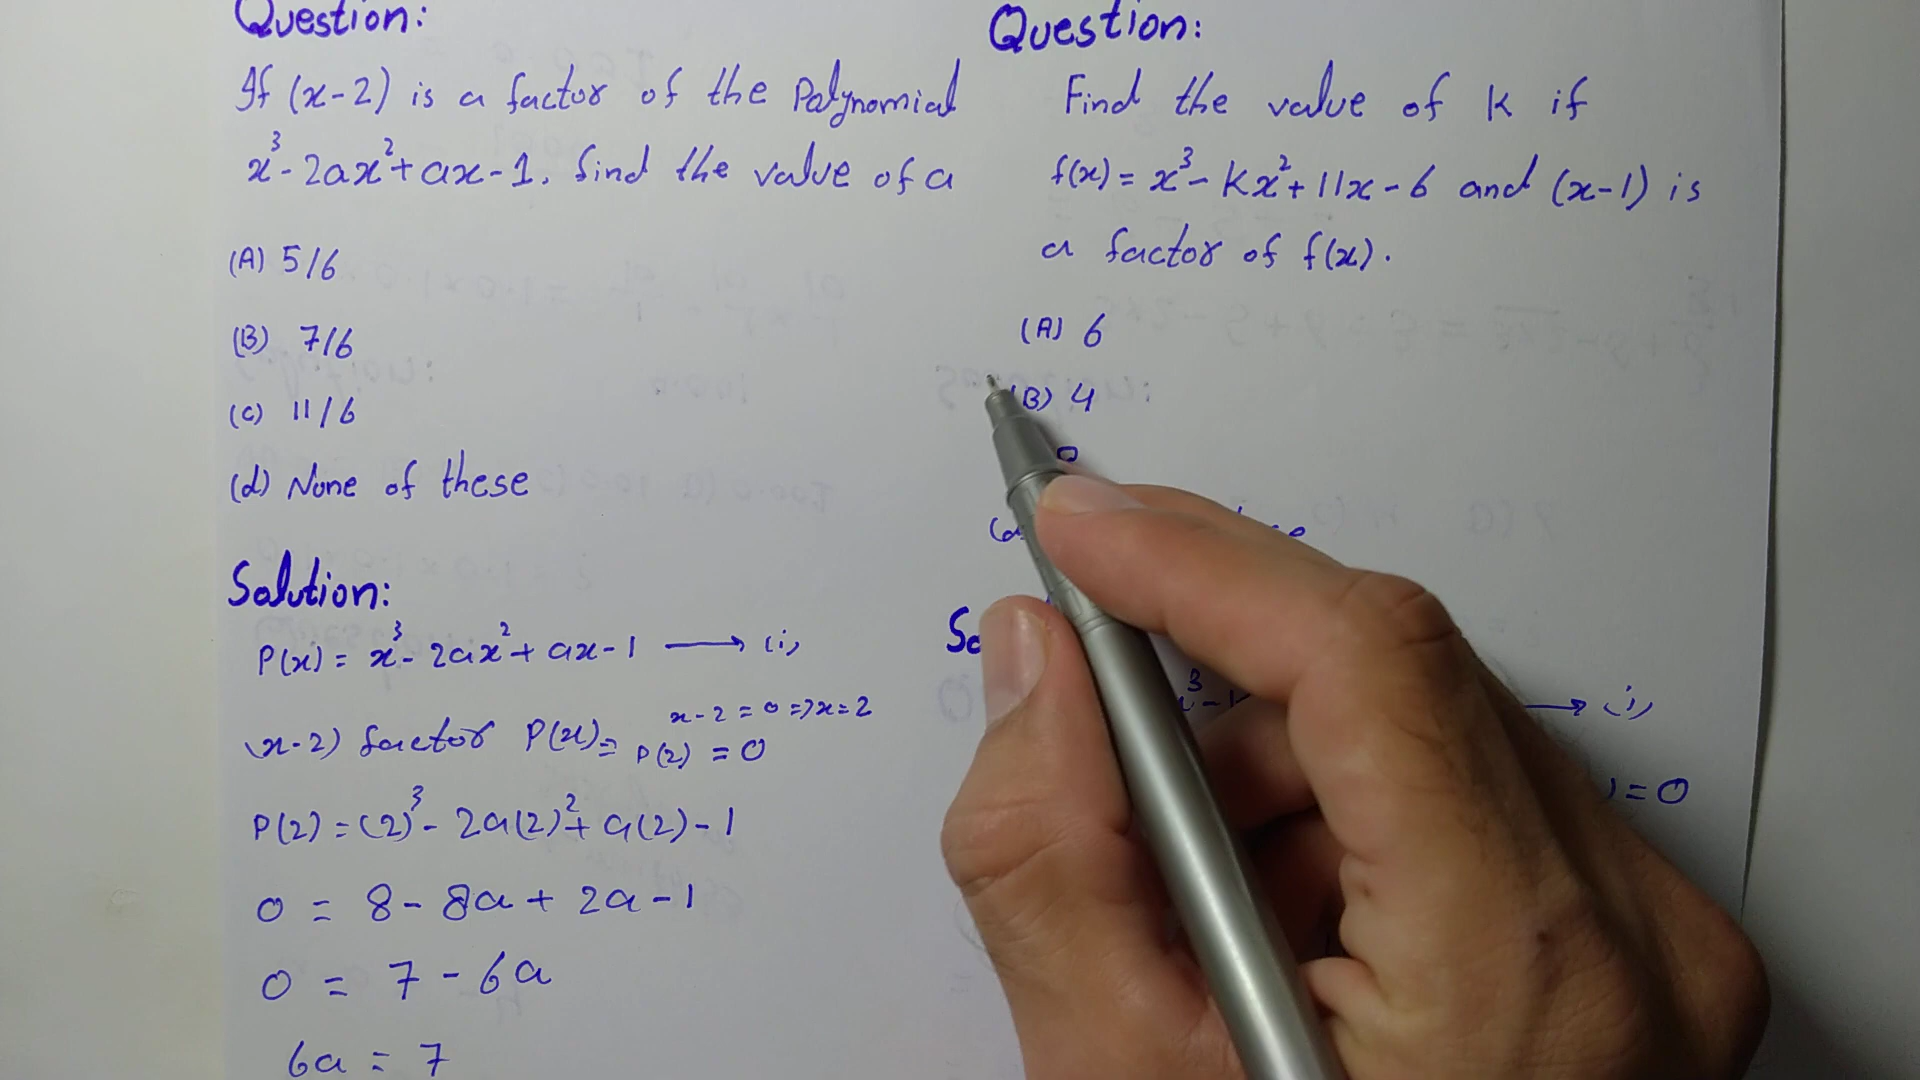 Question:
If (x-2) is a factor of the Polynomial
x³-2ax²+ax-1. find the value of a
(A) 5/6
(B) 7/6
(c) 11/6
(d) None of these
Solution:
P(x) = x³-2ax²+ax-1 → (i)
(x-2) factor P(x)= x-2=0=>x=2
P(2) = 0
P(2) = (2)³-2a(2)²+a(2)-1
0 = 8-8a+2a-1
0 = 7-6a
6a = 7
Question:
Find the value of K if
f(x) = x³-Kx²+11x-6 and (x-1) is
a factor of f(x).
(A) 6
(B) 4
0
→ (i)
)=0